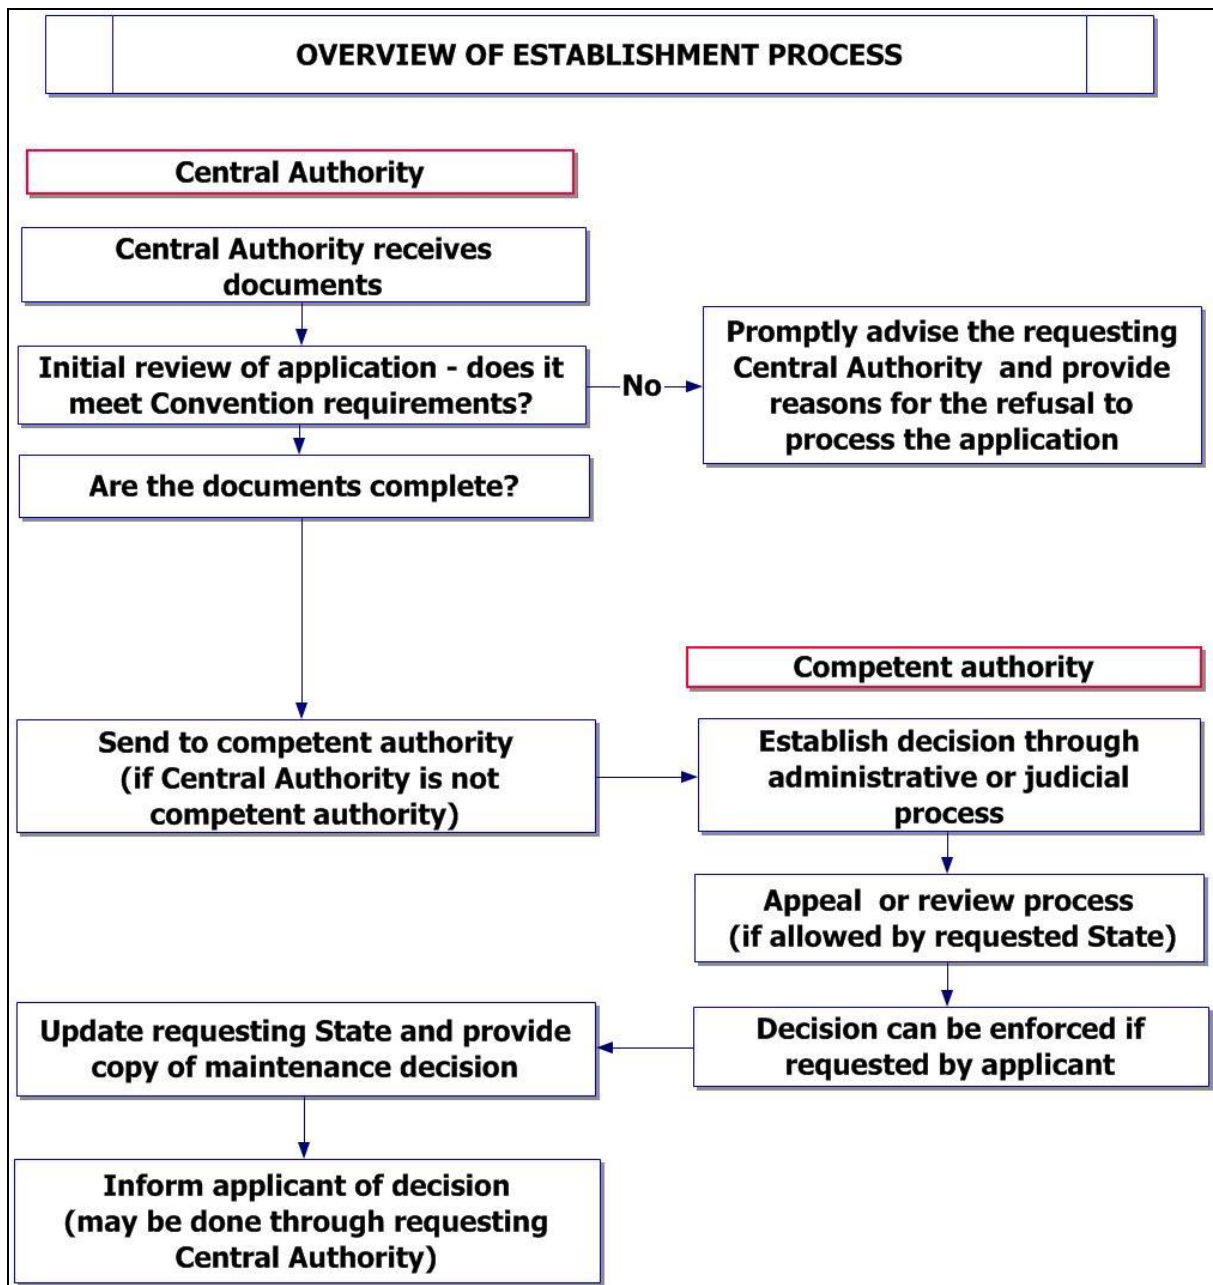 OVERVIEW OF ESTABLISHMENT PROCESS
Central Authority
Central Authority receives
documents
Initial review of application - does it
meet Convention requirements?
No
Promptly advise the requesting
Central Authority and provide
reasons for the refusal to
process the application
Are the documents complete?
Competent authority
Send to competent authority
(if Central Authority is not
competent authority)
Establish decision through
administrative or judicial
process
Appeal or review process
(if allowed by requested State)
Decision can be enforced if
requested by applicant
Update requesting State and provide
copy of maintenance decision
Inform applicant of decision
(may be done through requesting
Central Authority)